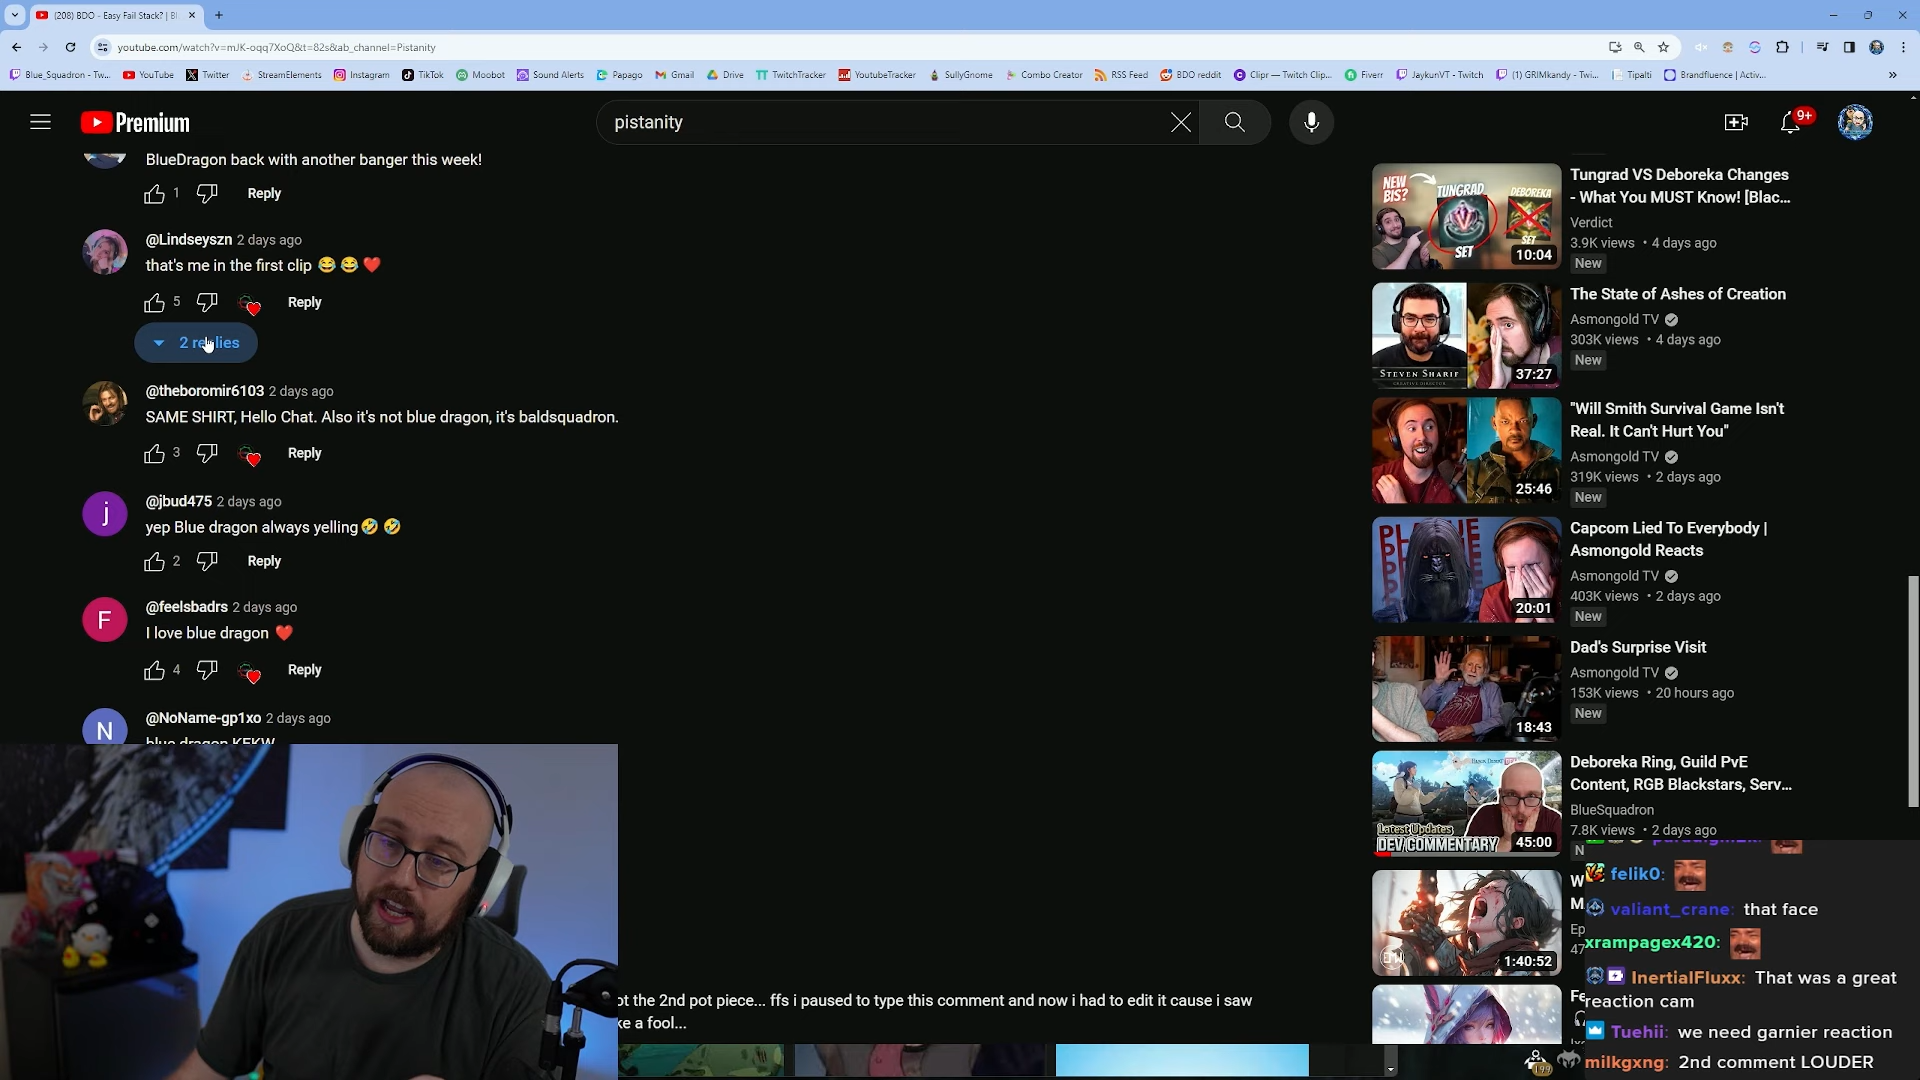 (208) BDO - Easy Fail Stack? | Bl
youtube.com/watch?v=mJK-oqq7XoQ&t=82s&ab_channel=Pistanity
Blue_Squadron - Tw...
YouTube
Twitter
StreamElements
Instagram
TikTok
Moobot
Sound Alerts
Papago
Gmail
Drive
TwitchTracker
YoutubeTracker
SullyGnome
Combo Creator
RSS Feed
BDO reddit
Clipr — Twitch Clip...
Fiverr
JaykunVT - Twitch
(1) GRIMkandy - Twi...
Tipalti
Brandfluence | Activ...
Premium
pistanity
9+
BlueDragon back with another banger this week!
1 Reply
@Lindseyszn 2 days ago
that's me in the first clip 😂 😂 ❤️
5 Reply
2 replies
@theboromir6103 2 days ago
SAME SHIRT, Hello Chat. Also it's not blue dragon, it's baldsquadron.
3 Reply
j
@jbud475 2 days ago
yep Blue dragon always yelling🤣 🤣
2 Reply
F
@feelsbadrs 2 days ago
I love blue dragon ❤️
4 Reply
N
@NoName-gp1xo 2 days ago
blue dragon KEKW
ot the 2nd pot piece... ffs i paused to type this comment and now i had to edit it cause i saw
ke a fool...
NEW BIS?
TUNGRAD
SET
DEBOREKA
SET
10:04
Tungrad VS Deboreka Changes
- What You MUST Know! [Blac...
Verdict
3.9K views • 4 days ago
New
STEVEN SHARIF
CREATIVE DIRECTOR
37:27
The State of Ashes of Creation
Asmongold TV
303K views • 4 days ago
New
25:46
"Will Smith Survival Game Isn't
Real. It Can't Hurt You"
Asmongold TV
319K views • 2 days ago
New
20:01
Capcom Lied To Everybody |
Asmongold Reacts
Asmongold TV
403K views • 2 days ago
New
18:43
Dad's Surprise Visit
Asmongold TV
153K views • 20 hours ago
New
Latest Updates
DEV COMMENTARY
45:00
Deboreka Ring, Guild PvE
Content, RGB Blackstars, Serv...
BlueSquadron
7.8K views • 2 days ago
N
1:40:52
W
M
Ep
47
Fe
felik0:
valiant_crane: that face
xrampagex420:
InertialFluxx: That was a great
reaction cam
Tuehii: we need garnier reaction
milkgxng: 2nd comment LOUDER
199